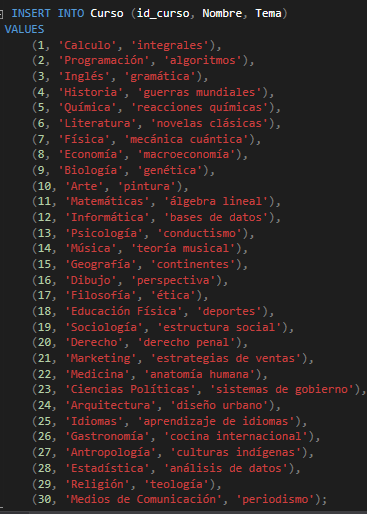 INSERT INTO Curso (id_curso, Nombre, Tema)
VALUES
(1, 'Calculo', 'integrales'),
(2, 'Programación', 'algoritmos'),
(3, 'Inglés', 'gramática'),
(4, 'Historia', 'guerras mundiales'),
(5, 'Química', 'reacciones químicas'),
(6, 'Literatura', 'novelas clásicas'),
(7, 'Física', 'mecánica cuántica'),
(8, 'Economía', 'macroeconomía'),
(9, 'Biología', 'genética'),
(10, 'Arte', 'pintura'),
(11, 'Matemáticas', 'álgebra lineal'),
(12, 'Informática', 'bases de datos'),
(13, 'Psicología', 'conductismo'),
(14, 'Música', 'teoría musical'),
(15, 'Geografía', 'continentes'),
(16, 'Dibujo', 'perspectiva'),
(17, 'Filosofía', 'ética'),
(18, 'Educación Física', 'deportes'),
(19, 'Sociología', 'estructura social'),
(20, 'Derecho', 'derecho penal'),
(21, 'Marketing', 'estrategias de ventas'),
(22, 'Medicina', 'anatomía humana'),
(23, 'Ciencias Políticas', 'sistemas de gobierno'),
(24, 'Arquitectura', 'diseño urbano'),
(25, 'Idiomas', 'aprendizaje de idiomas'),
(26, 'Gastronomía', 'cocina internacional'),
(27, 'Antropología', 'culturas indígenas'),
(28, 'Estadística', 'análisis de datos'),
(29, 'Religión', 'teología'),
(30, 'Medios de Comunicación', 'periodismo');